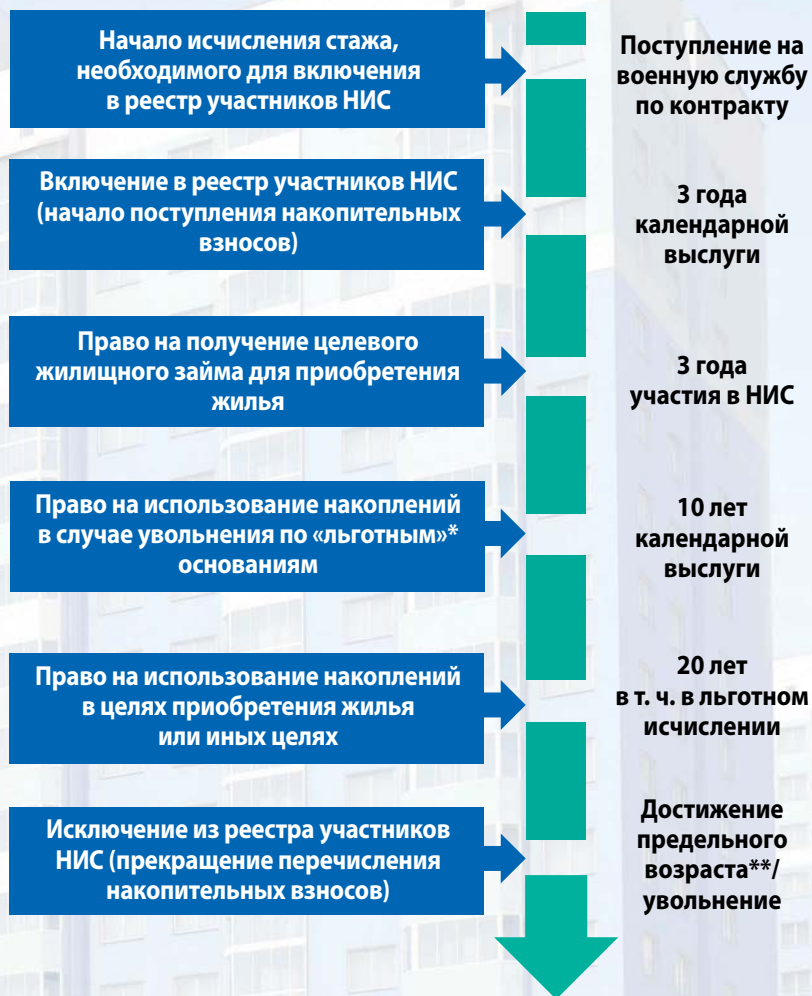 Начало исчисления стажа,
необходимого для включения
в реестр участников НИС
Поступление на
военную службу
по контракту
Включение в реестр участников НИС
(начало поступления накопительных
взносов)
3 года
календарной
выслуги
Право на получение целевого
жилищного займа для приобретения
жилья
3 года
участия в НИС
Право на использование накоплений
в случае увольнения по «льготным»*
основаниям
10 лет
календарной
выслуги
Право на использование накоплений
в целях приобретения жилья
или иных целях
20 лет
в т. ч. в льготном
исчислении
Исключение из реестра участников
НИС (прекращение перечисления
накопительных взносов)
Достижение
предельного
возраста**/
увольнение